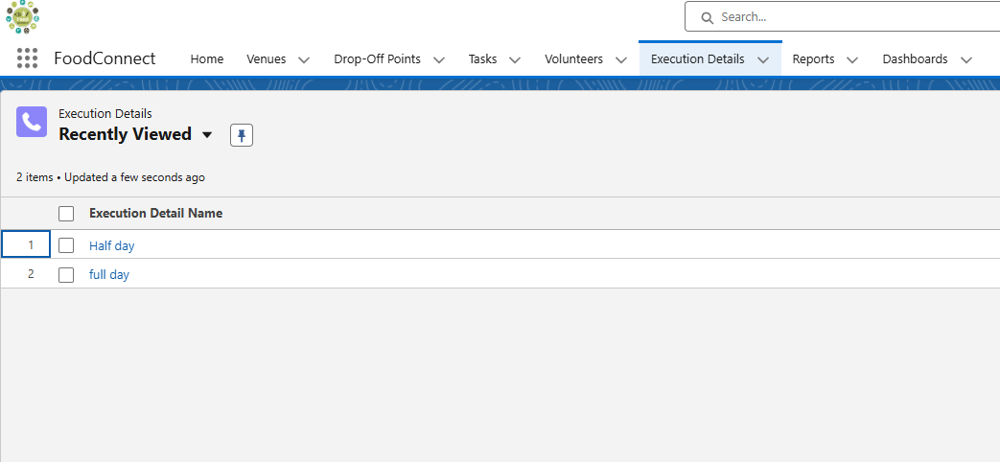 Search...
FoodConnect
Home
Venues
Drop-Off Points
Tasks
Volunteers
Execution Details
Reports
Dashboards
Execution Details
Recently Viewed
2 items • Updated a few seconds ago
Execution Detail Name
1 Half day
2 full day